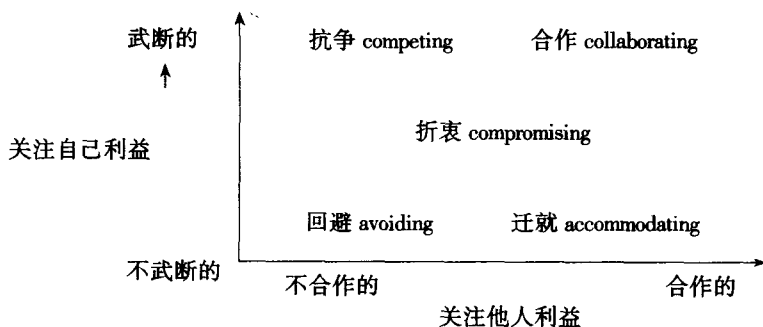 武断的 抗争 competing 合作 collaborating
关注自己利益 折衷 compromising
回避 avoiding 迁就 accommodating
不武断的
不合作的 合作的
关注他人利益